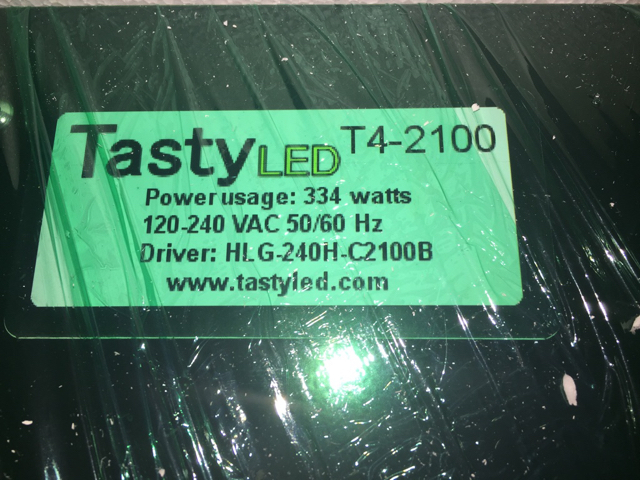 TastyLED T4-2100
Power usage: 334 watts
120-240 VAC 50/60 Hz
Driver: HLG-240H-C2100B
www.tastyled.com